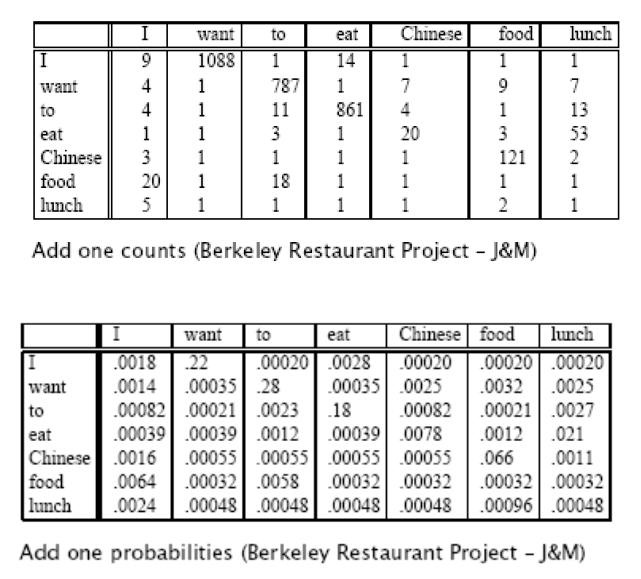 I want to eat Chinese food lunch
I 9 1088 1 14 1 1 1
want 4 1 787 1 7 9 7
to 4 1 11 861 4 1 13
eat 1 1 3 1 20 3 53
Chinese 3 1 1 1 1 121 2
food 20 1 18 1 1 1 1
lunch 5 1 1 1 1 2 1
Add one counts (Berkeley Restaurant Project – J&M)
I want to eat Chinese food lunch
I .0018 .22 .00020 .0028 .00020 .00020 .00020
want .0014 .00035 .28 .00035 .0025 .0032 .0025
to .00082 .00021 .0023 .18 .00082 .00021 .0027
eat .00039 .00039 .0012 .00039 .0078 .0012 .021
Chinese .0016 .00055 .00055 .00055 .00055 .066 .0011
food .0064 .00032 .0058 .00032 .00032 .00032 .00032
lunch .0024 .00048 .00048 .00048 .00048 .00096 .00048
Add one probabilities (Berkeley Restaurant Project – J&M)